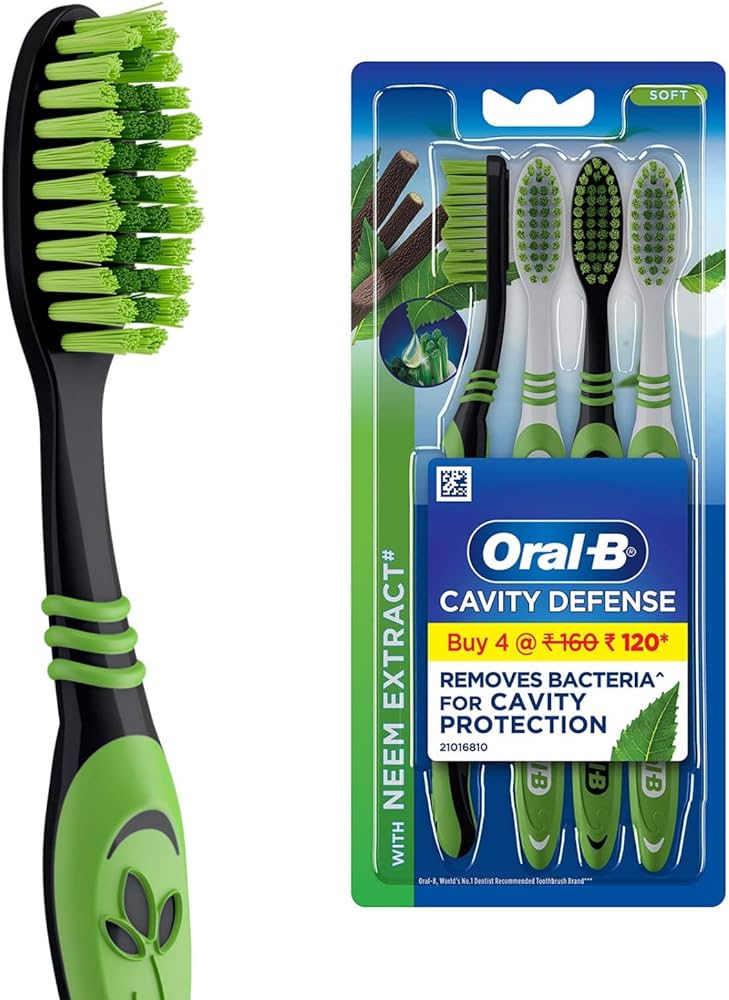 SOFT
WITH NEEM EXTRACT#
Oral-B®
CAVITY DEFENSE
Buy 4 @ ₹160 ₹120*
REMOVES BACTERIA^
FOR CAVITY
PROTECTION
21016810
Oral-B, World's No.1 Dentist Recommended Toothbrush Brand***